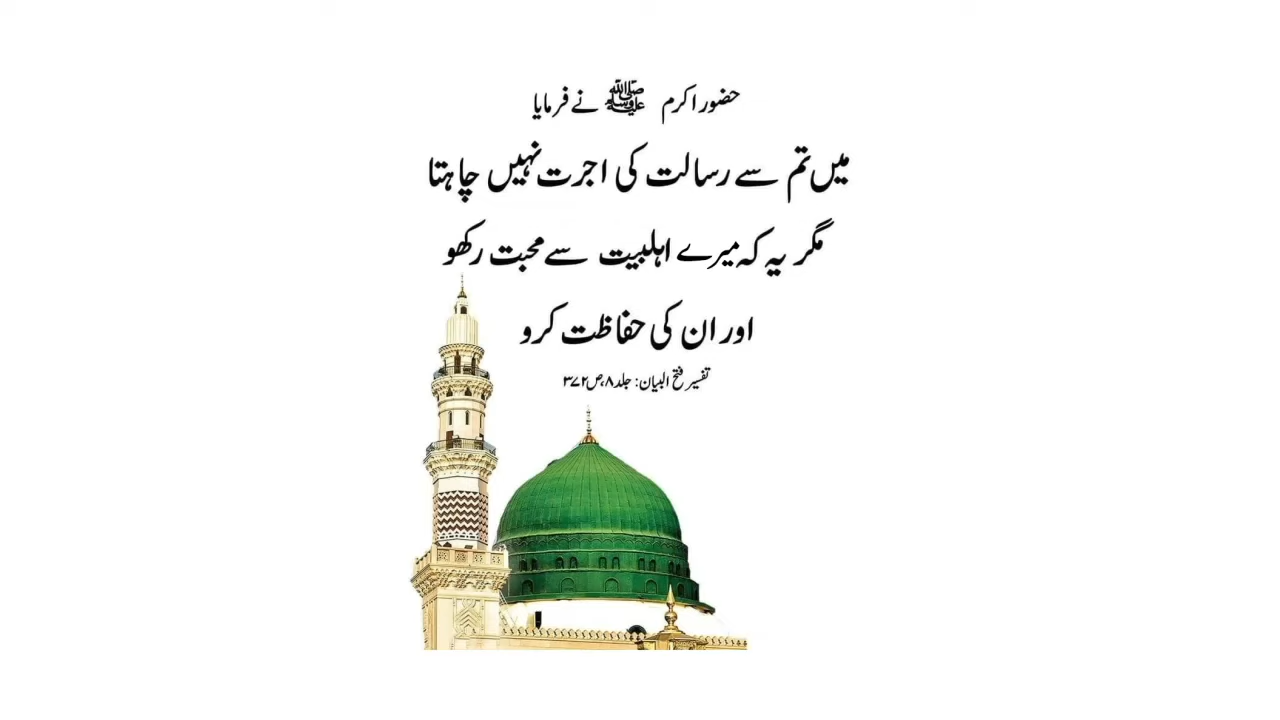 حضور اکرم ﷺ نے فرمایا
میں تم سے رسالت کی اجرت نہیں چاہتا
مگر یہ کہ میرے اہلبیت سے محبت رکھو
اور ان کی حفاظت کرو
تفسیر فتح البیان: جلد ۸، ص ۳۷۲